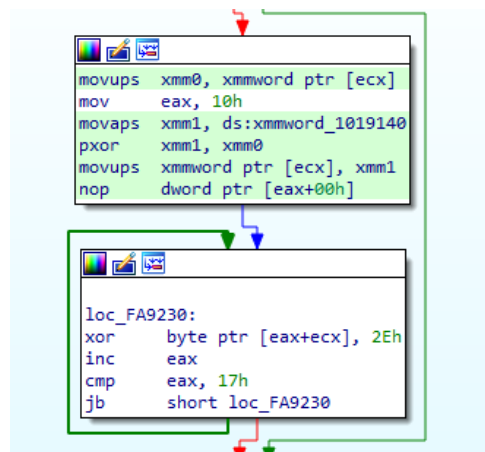 movups  xmm0, xmmword ptr [ecx]
mov     eax, 10h
movaps  xmm1, ds:xmmword_1019140
pxor    xmm1, xmm0
movups  xmmword ptr [ecx], xmm1
nop     dword ptr [eax+00h]
loc_FA9230:
xor     byte ptr [eax+ecx], 2Eh
inc     eax
cmp     eax, 17h
jb      short loc_FA9230